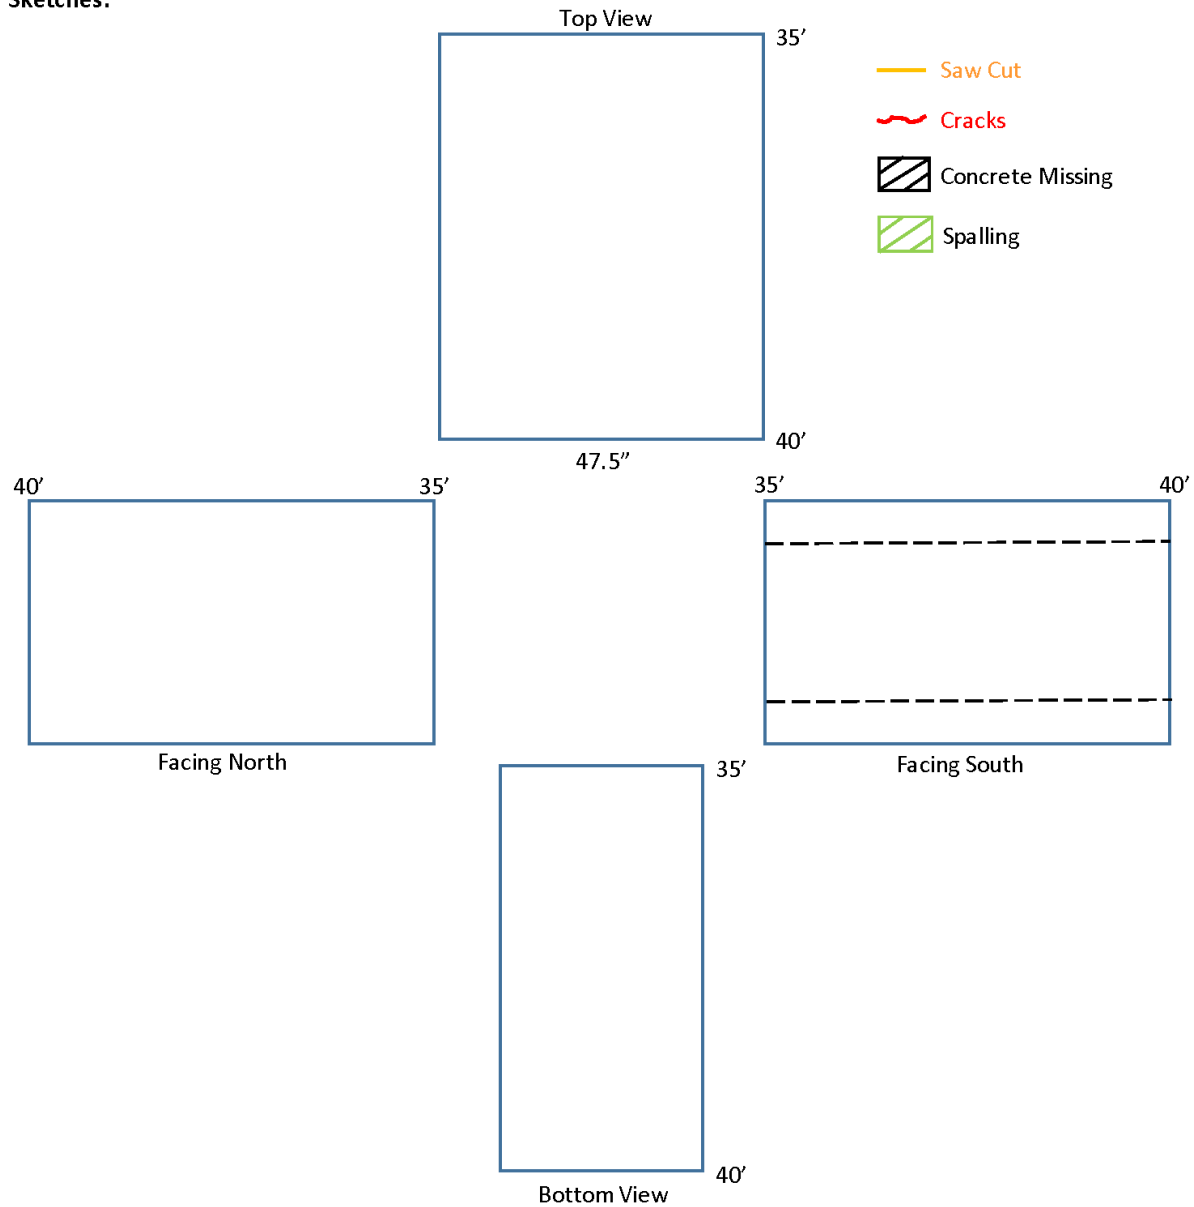 Sketches:
Top View
35’
Saw Cut
Cracks
Concrete Missing
Spalling
40’
47.5”
40’
35’
35’
40’
Facing North
Facing South
35’
40’
Bottom View